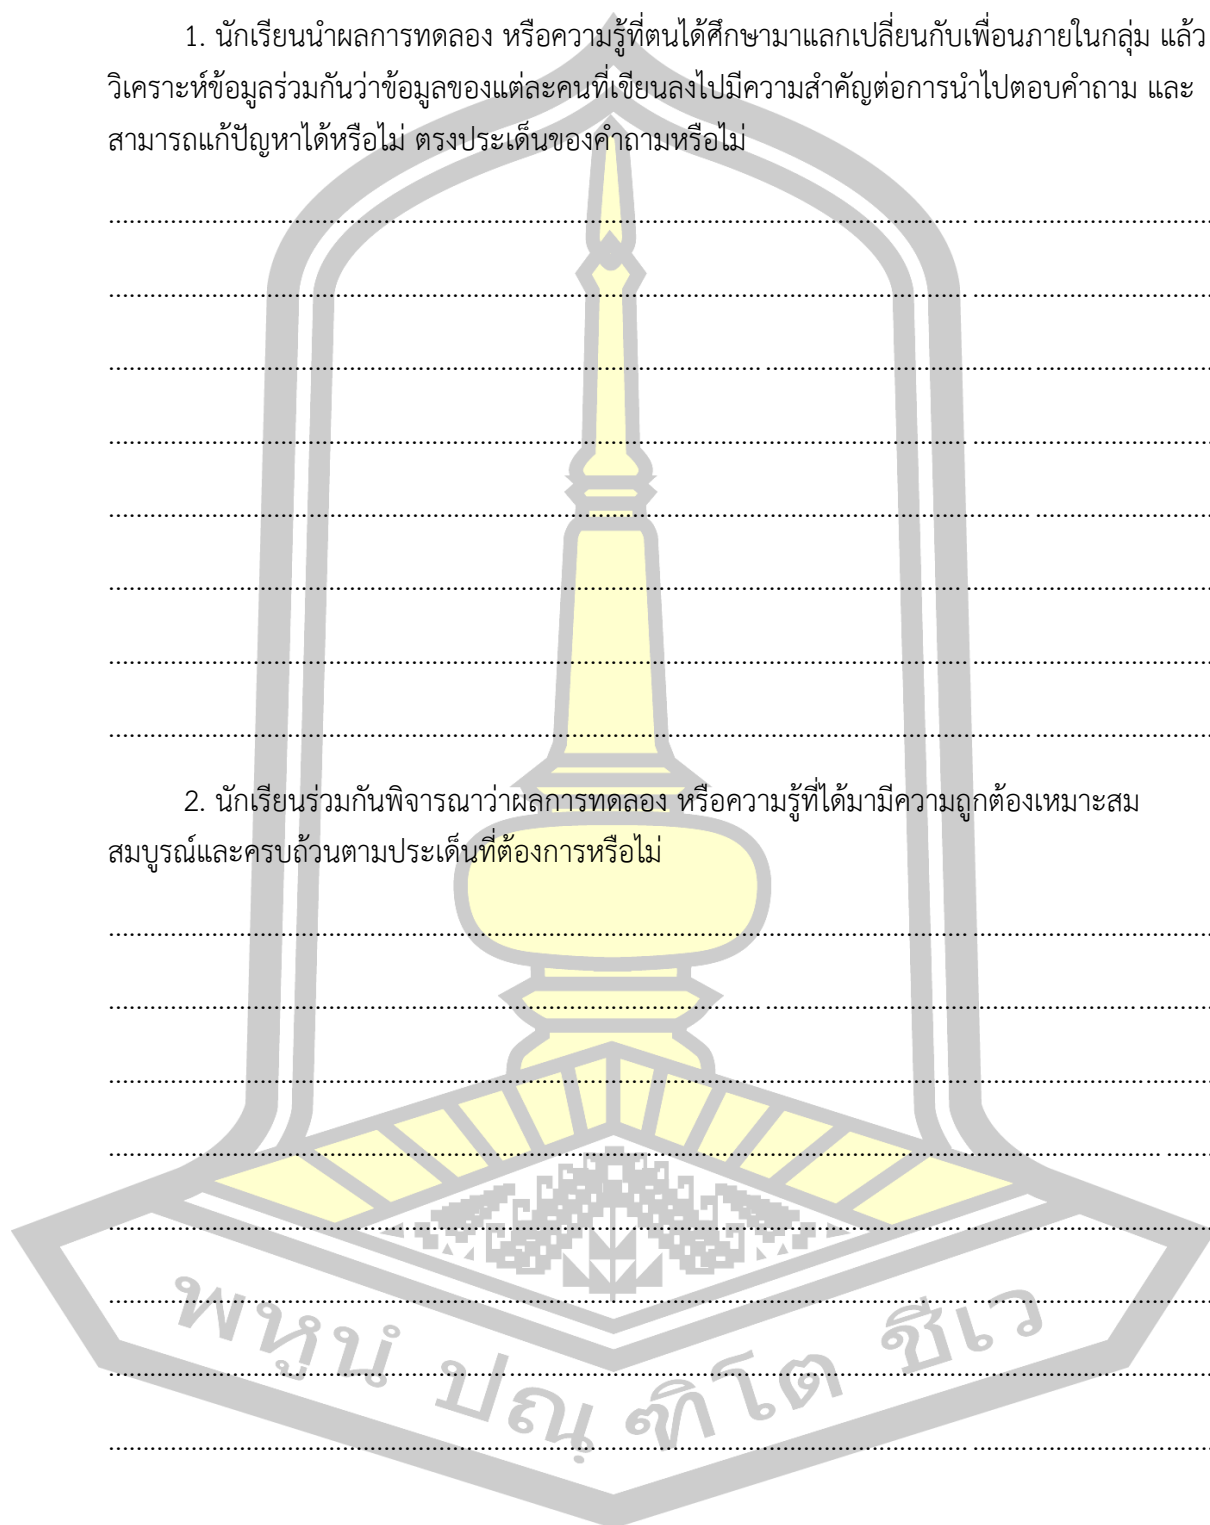 1. นักเรียนนำผลการทดลอง หรือความรู้ที่ตนได้ศึกษามาแลกเปลี่ยนกับเพื่อนภายในกลุ่ม แล้ว
วิเคราะห์ข้อมูลร่วมกันว่าข้อมูลของแต่ละคนที่เขียนลงไปมีความสำคัญต่อการนำไปตอบคำถาม และ
สามารถแก้ปัญหาได้หรือไม่ ตรงประเด็นของคำถามหรือไม่
2. นักเรียนร่วมกันพิจารณาว่าผลการทดลอง หรือความรู้ที่ได้มามีความถูกต้องเหมาะสม
สมบูรณ์และครบถ้วนตามประเด็นที่ต้องการหรือไม่
พหูนํ ปณฺฑิโต ชีเว